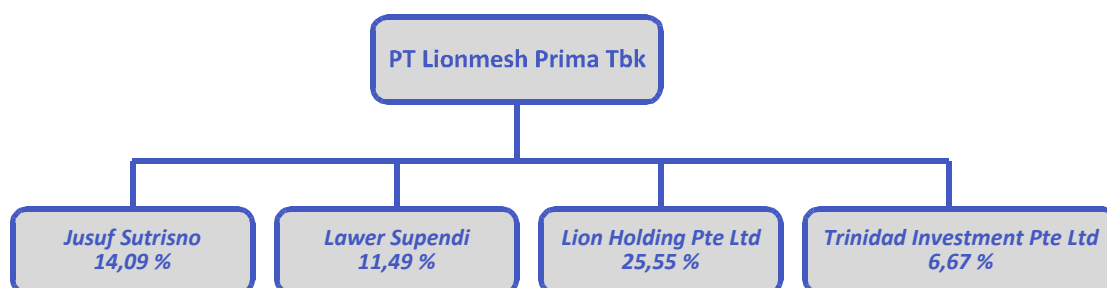 PT Lionmesh Prima Tbk
Jusuf Sutrisno
14,09 %
Lawer Supendi
11,49 %
Lion Holding Pte Ltd
25,55 %
Trinidad Investment Pte Ltd
6,67 %